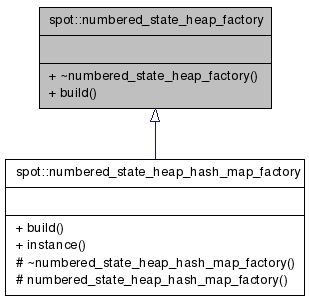 spot::numbered_state_heap_factory
+ ~numbered_state_heap_factory()
+ build()
spot::numbered_state_heap_hash_map_factory
+ build()
+ instance()
# ~numbered_state_heap_hash_map_factory()
# numbered_state_heap_hash_map_factory()